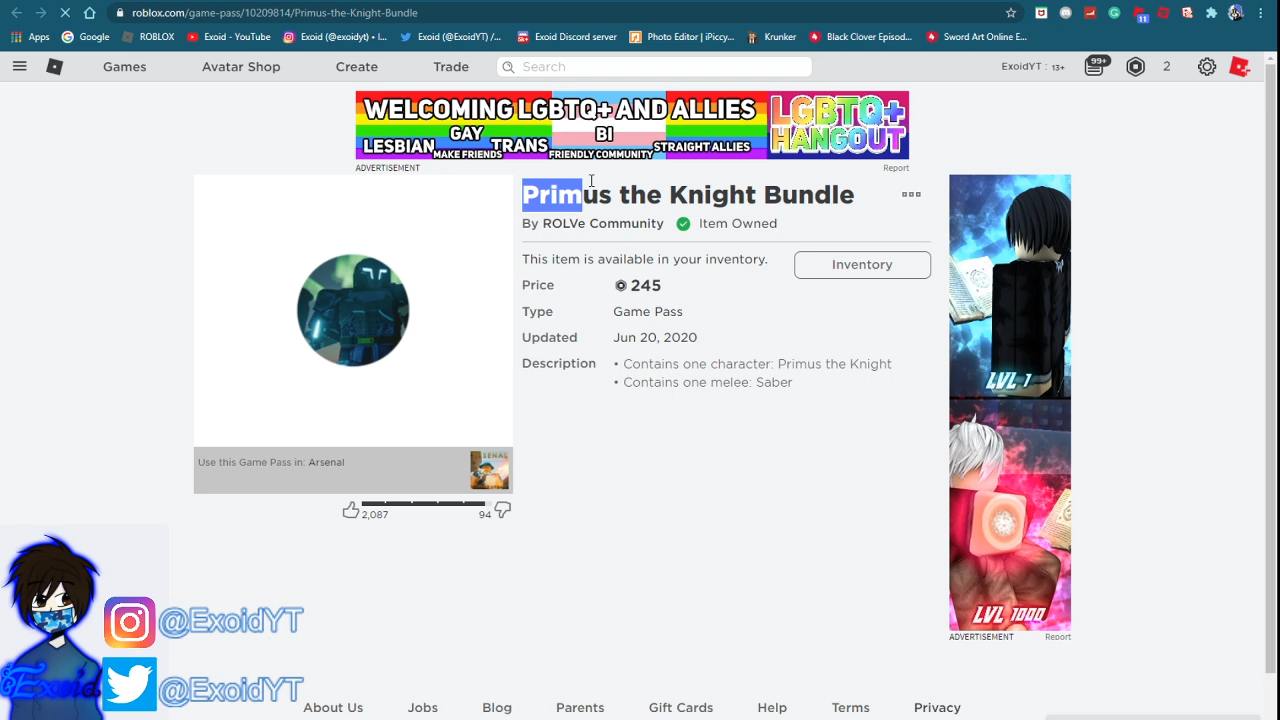 roblox.com/game-pass/10209814/Primus-the-Knight-Bundle
11
Apps Google ROBLOX Exoid - YouTube Exoid (@exoidyt) • I... Exoid (@ExoidYT) /... Exoid Discord server Photo Editor | iPiccy... Krunker Black Clover Episod... Sword Art Online E...
Games Avatar Shop Create Trade Search ExoidYT : 13+ 99+ 2
WELCOMING LGBTQ+ AND ALLIES
GAY BI
LESBIAN TRANS STRAIGHT ALLIES
MAKE FRIENDS FRIENDLY COMMUNITY
LGBTQ+
HANGOUT
ADVERTISEMENT Report
Primus the Knight Bundle
By ROLVe Community Item Owned
This item is available in your inventory. Inventory
Price 245
Type Game Pass
Updated Jun 20, 2020
Description • Contains one character: Primus the Knight
• Contains one melee: Saber
LVL 1
Use this Game Pass in: Arsenal
ARSENAL
2,087 94
LVL 1000
ADVERTISEMENT Report
@ExoidYT
Exoid
@ExoidYT
About Us Jobs Blog Parents Gift Cards Help Terms Privacy